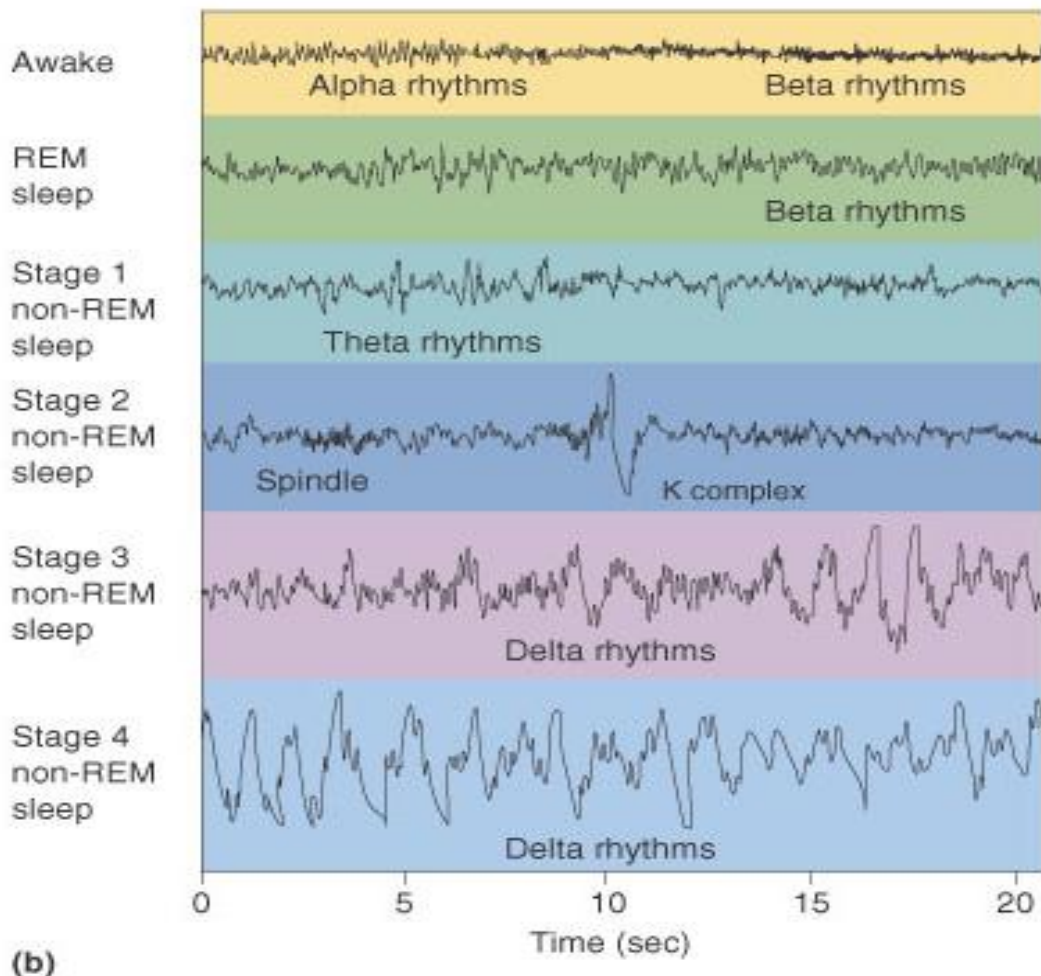 Awake
Alpha rhythms
Beta rhythms
REM
sleep
Beta rhythms
Stage 1
non-REM
sleep
Theta rhythms
Stage 2
non-REM
sleep
Spindle
K complex
Stage 3
non-REM
sleep
Delta rhythms
Stage 4
non-REM
sleep
Delta rhythms
0 5 10 15 20
Time (sec)
(b)